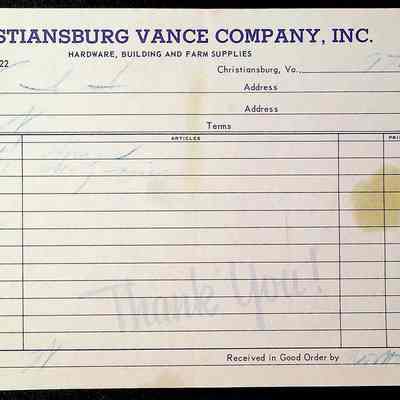 STIANSBURG VANCE COMPANY, INC.
HARDWARE, BUILDING AND FARM SUPPLIES
22
Christiansburg, Va.,
Address
Address
Terms
ARTICLES PRI
Thank You!
Received in Good Order by